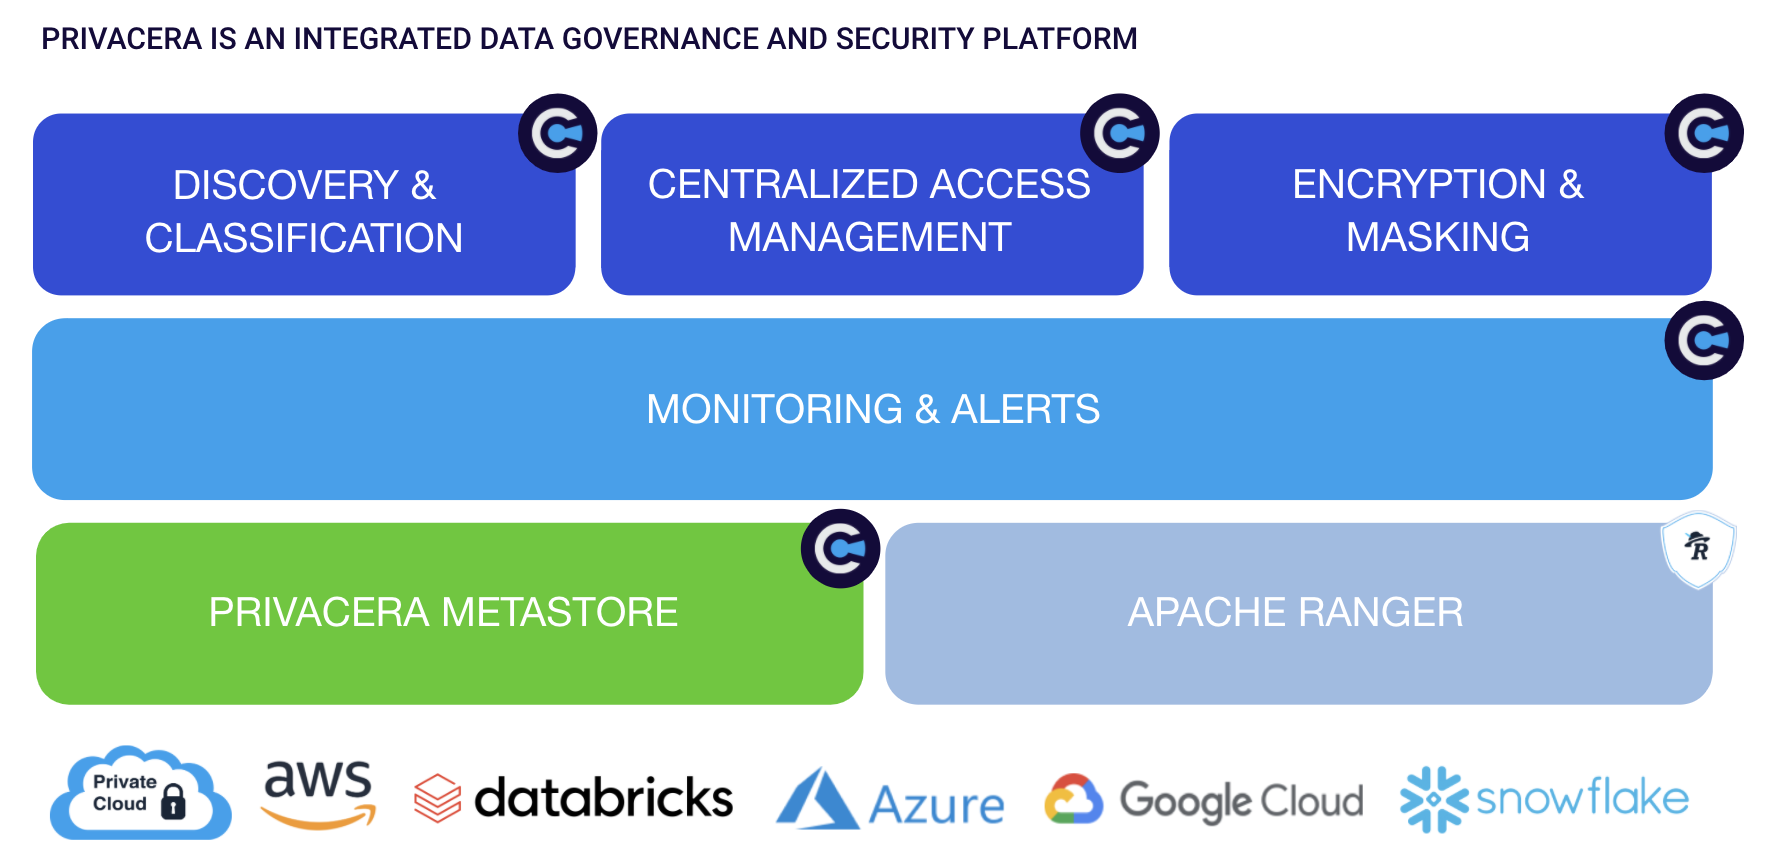 PRIVACERA IS AN INTEGRATED DATA GOVERNANCE AND SECURITY PLATFORM
DISCOVERY &
CLASSIFICATION
CENTRALIZED ACCESS
MANAGEMENT
ENCRYPTION &
MASKING
MONITORING & ALERTS
PRIVACERA METASTORE
APACHE RANGER
R
Private
Cloud
aws
databricks
Azure
Google Cloud
snowflake